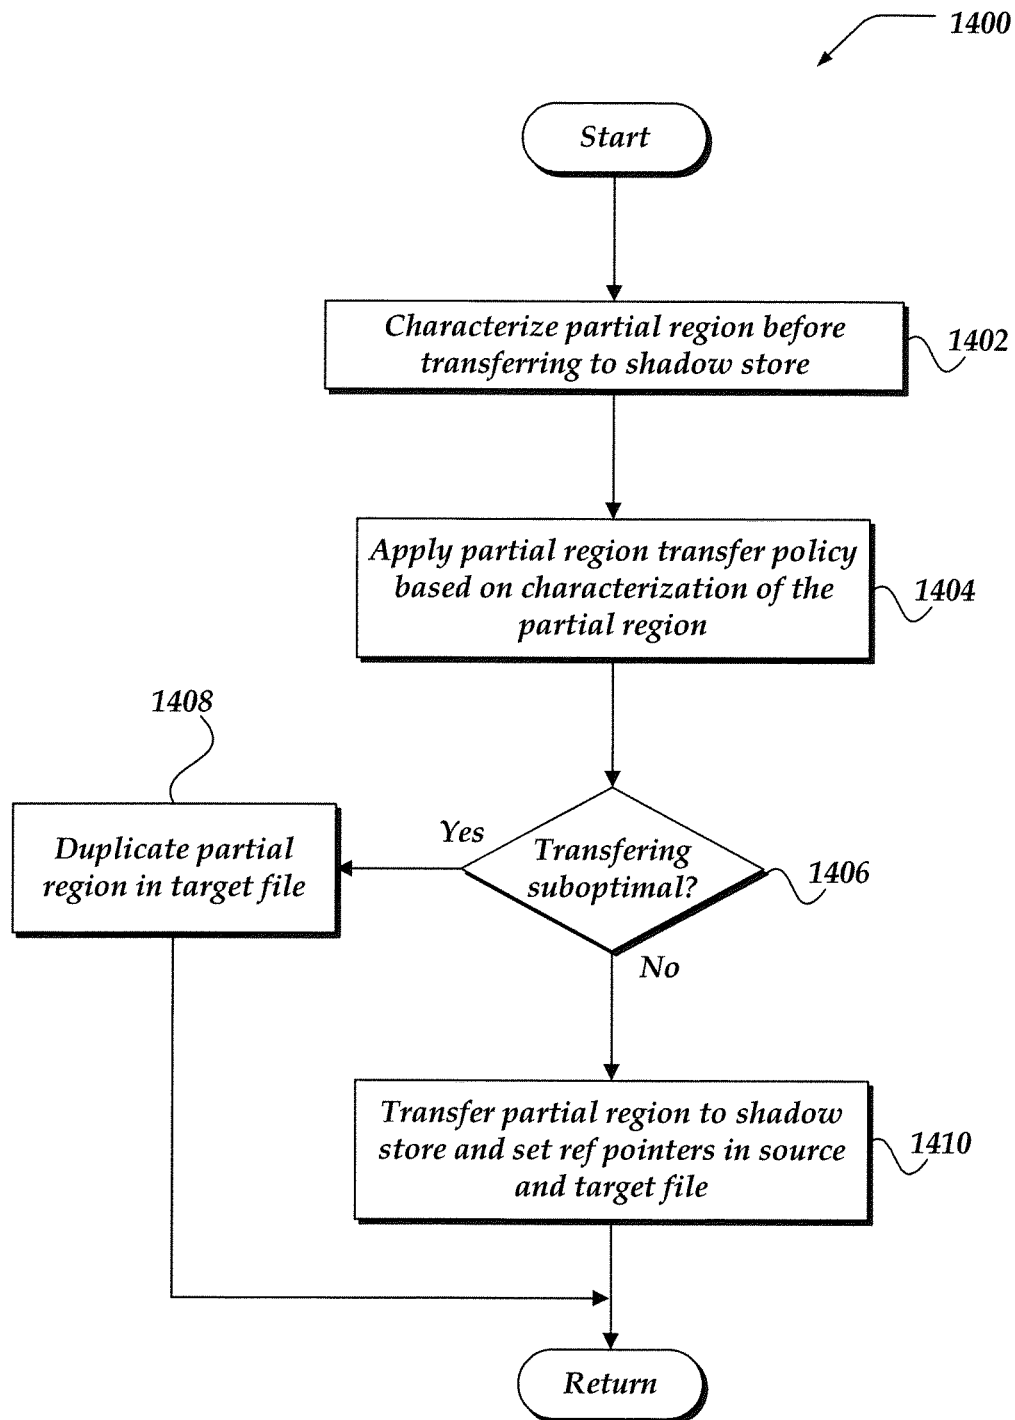 1400
Start
Characterize partial region before
transferring to shadow store
1402
Apply partial region transfer policy
based on characterization of the
partial region
1404
1408
Duplicate partial
region in target file
Yes
Transfering
suboptimal?
1406
No
Transfer partial region to shadow
store and set ref pointers in source
and target file
1410
Return